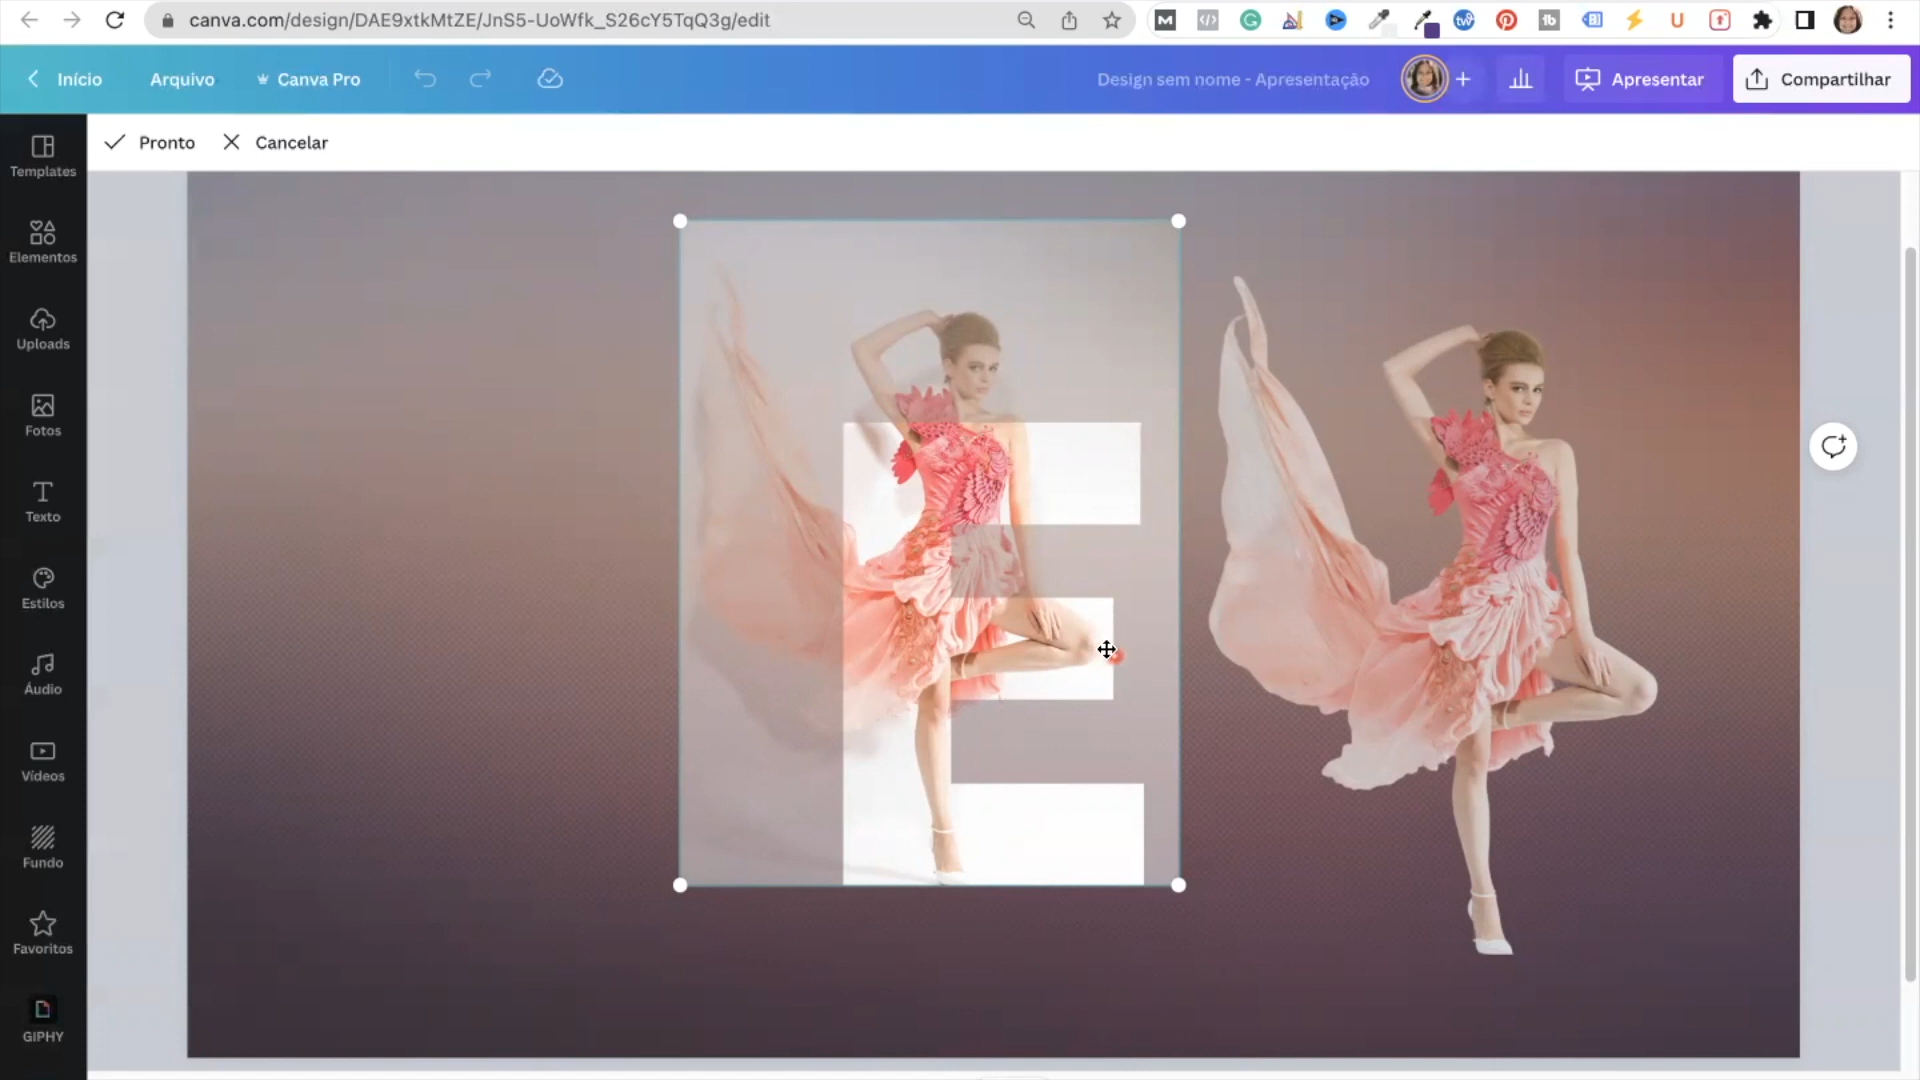 canva.com/design/DAE9xtkMtZE/JnS5-UoWfk_S26cY5TqQ3g/edit
Início
Arquivo
Canva Pro
Design sem nome - Apresentação
Apresentar
Compartilhar
Pronto
Cancelar
Templates
Elementos
Uploads
Fotos
Texto
Estilos
Áudio
Vídeos
Fundo
Favoritos
GIPHY
E